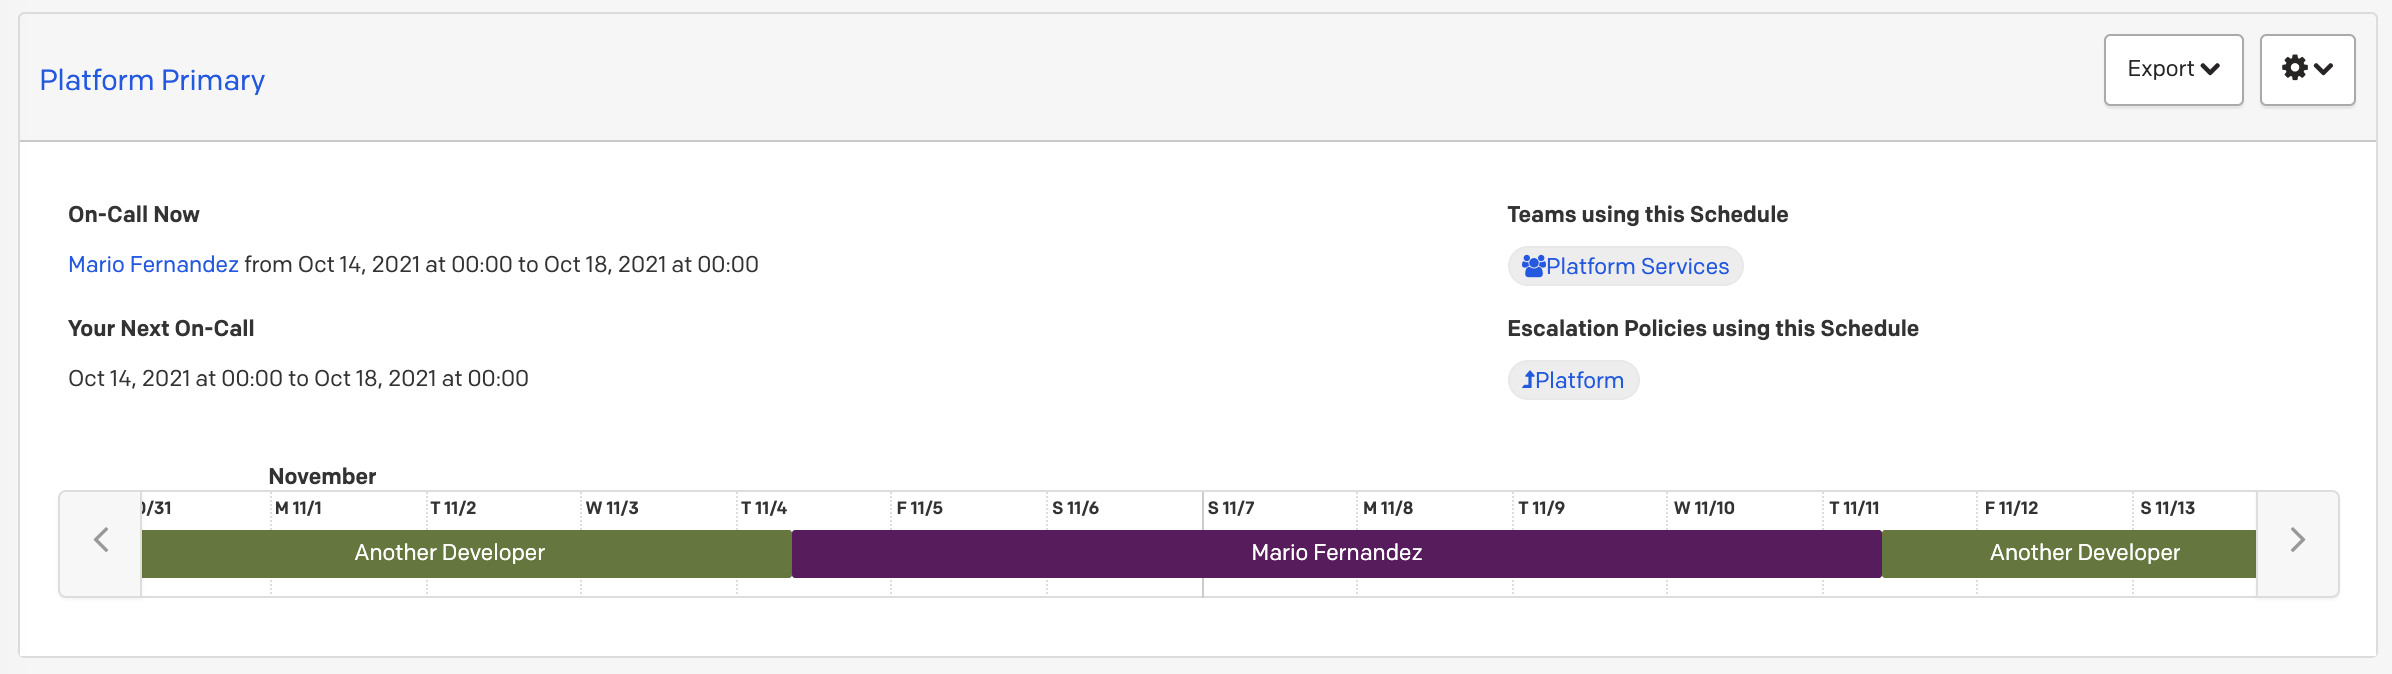 Platform Primary
Export
On-Call Now
Mario Fernandez from Oct 14, 2021 at 00:00 to Oct 18, 2021 at 00:00
Your Next On-Call
Oct 14, 2021 at 00:00 to Oct 18, 2021 at 00:00
Teams using this Schedule
Platform Services
Escalation Policies using this Schedule
Platform
November
/31 M 11/1 T 11/2 W 11/3 T 11/4 F 11/5 S 11/6 S 11/7 M 11/8 T 11/9 W 11/10 T 11/11 F 11/12 S 11/13
Another Developer Mario Fernandez Another Developer